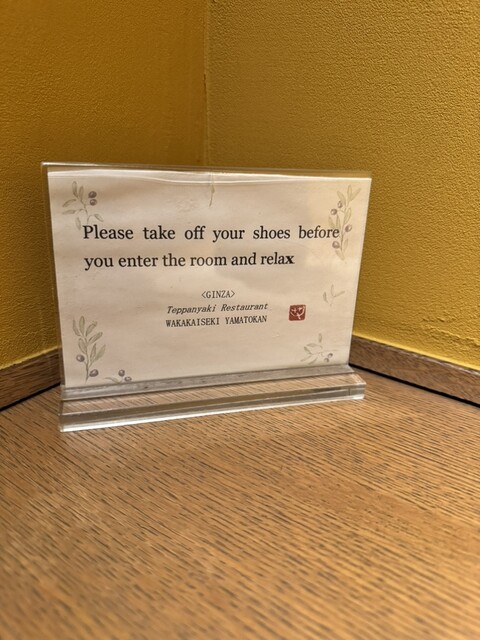 Please take off your shoes before
you enter the room and relax
<GINZA>
Teppanyaki Restaurant
WAKAKAISEKI YAMATOKAN